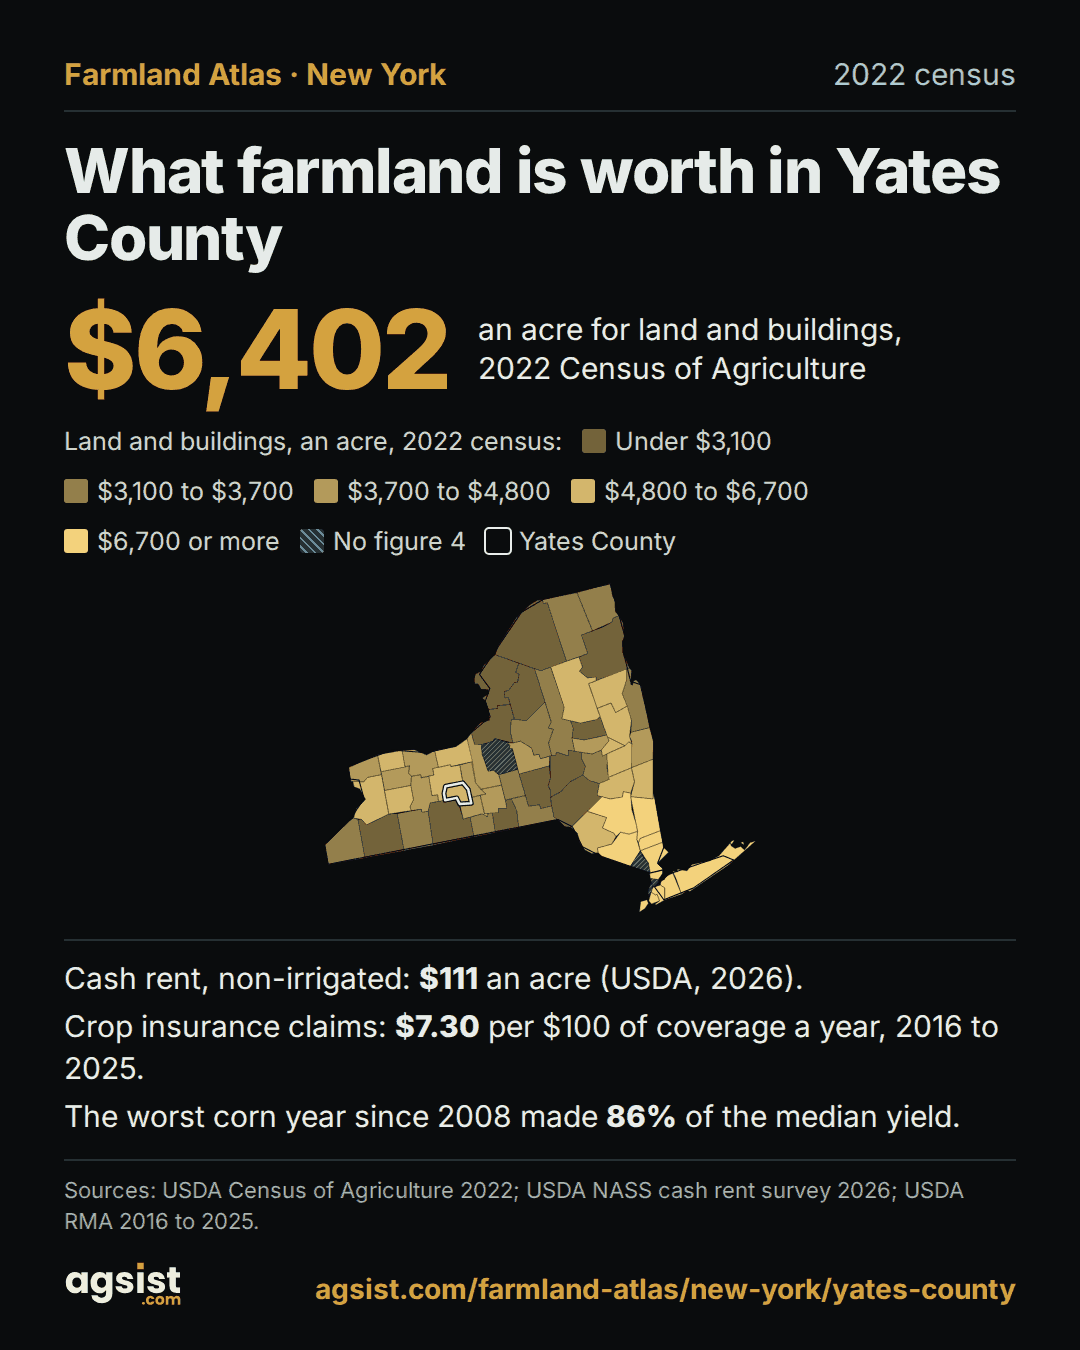 Farmland Atlas · New York
2022 census
What farmland is worth in Yates
County
$6,402
an acre for land and buildings,
2022 Census of Agriculture
Land and buildings, an acre, 2022 census: Under $3,100
$3,100 to $3,700 $3,700 to $4,800 $4,800 to $6,700
$6,700 or more No figure 4 Yates County
Cash rent, non-irrigated: $111 an acre (USDA, 2026).
Crop insurance claims: $7.30 per $100 of coverage a year, 2016 to
2025.
The worst corn year since 2008 made 86% of the median yield.
Sources: USDA Census of Agriculture 2022; USDA NASS cash rent survey 2026; USDA
RMA 2016 to 2025.
agsist
.com
agsist.com/farmland-atlas/new-york/yates-county